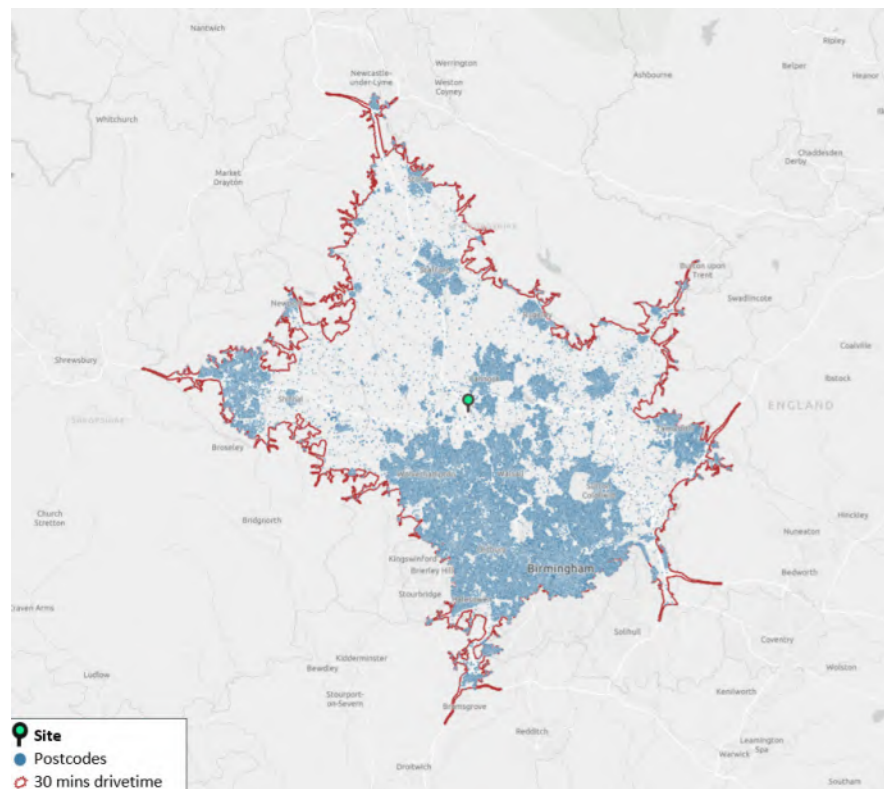 Nantwich
Ripley
Werrington
Belper
Heanor
Newcastle-
under-Lyme
Weston
Coyney
Ashbourne
Whitchurch
Chaddesden
Derby
Market
Drayton
Burton upon
Trent
Swadlincote
Shrewsbury
Coalville
Ibstock
ENGLAND
Broseley
Church
Stretton
Bridgnorth
Hinckley
Nuneaton
Kingswinford
Brierley Hill
Birmingham
Bedworth
Stourbridge
Solihull
Coventry
Craven Arms
Kidderminster
Bewdley
Wolston
Ludlow
Stourport-
on-Severn
Kenilworth
Bromsgrove
Redditch
Leamington
Spa
Warwick
Droitwich
Southam
Site
Postcodes
30 mins drivetime